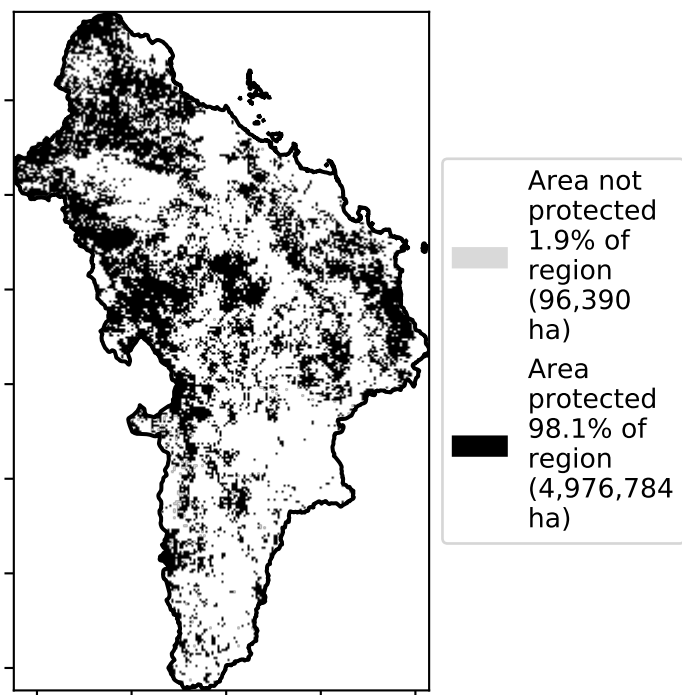 Area not
protected
1.9% of
region
(96,390
ha)
Area
protected
98.1% of
region
(4,976,784
ha)